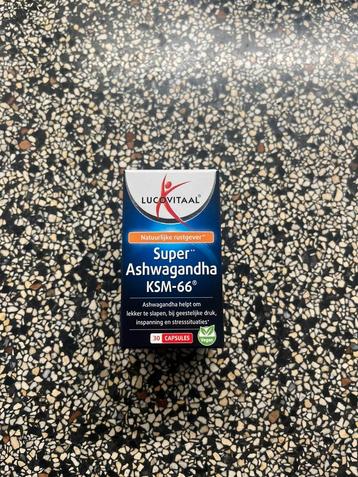 LUCOVITAAL®
Natuurlijke rustgever**
Super**
Ashwagandha
KSM-66®
Ashwagandha helpt om
lekker te slapen, bij geestelijke druk,
inspanning en stresssituaties*
30 CAPSULES
Vegan